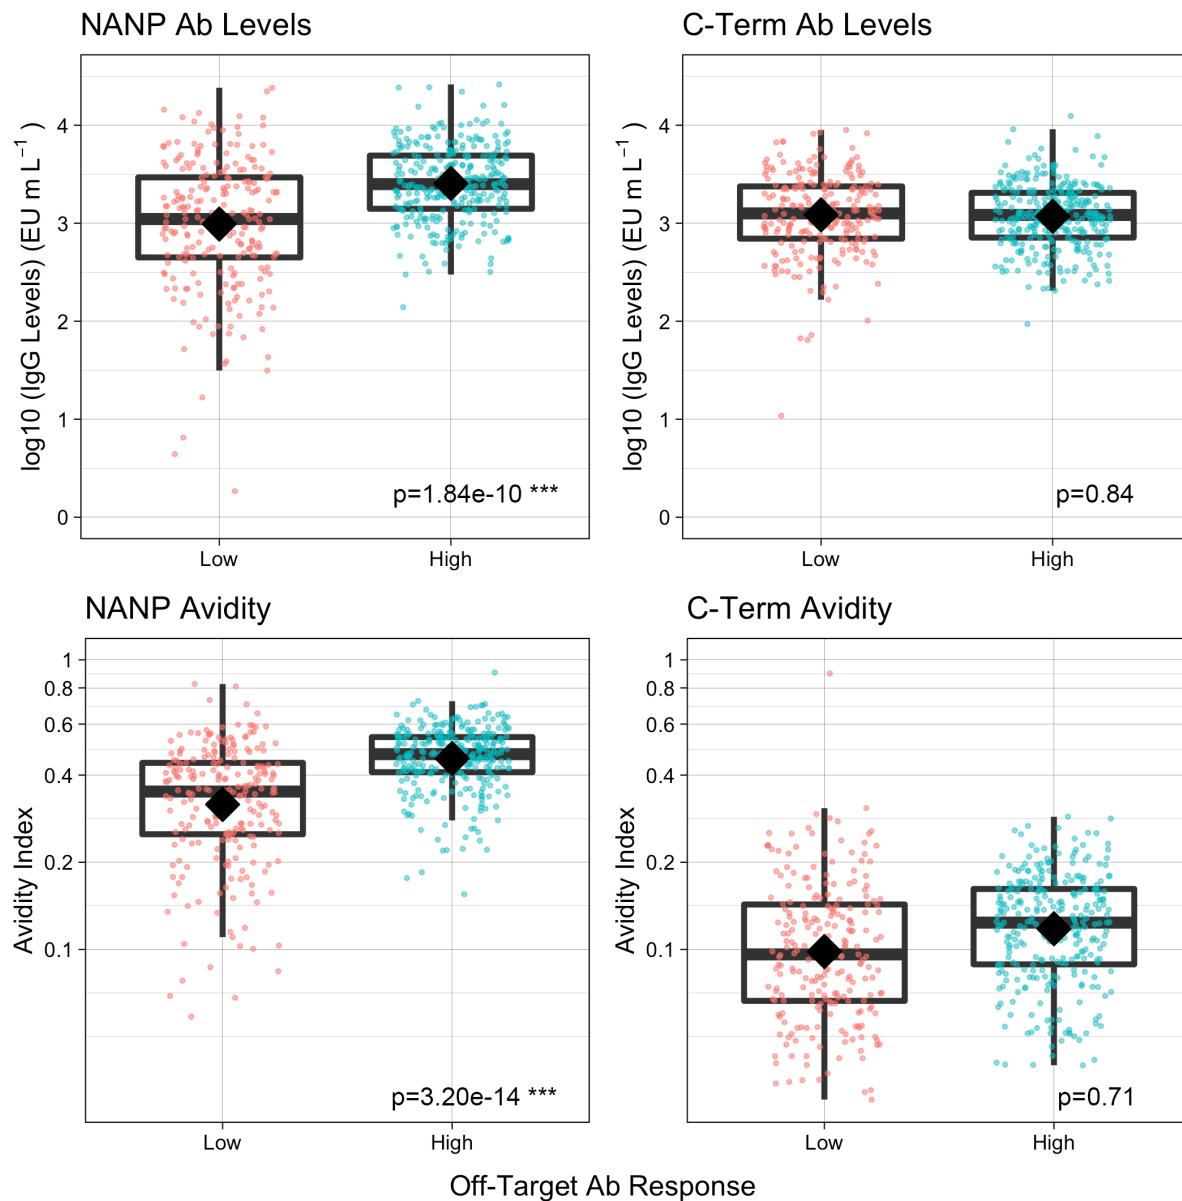 NANP Ab Levels
C-Term Ab Levels
log10 (IgG Levels) (EU m L⁻¹ )
4
3
2
1
0
p=1.84e-10 ***
Low
High
log10 (IgG Levels) (EU m L⁻¹ )
4
3
2
1
0
p=0.84
Low
High
NANP Avidity
C-Term Avidity
Avidity Index
1
0.8
0.6
0.4
0.2
0.1
p=3.20e-14 ***
Low
High
Avidity Index
1
0.8
0.6
0.4
0.2
0.1
p=0.71
Low
High
Off-Target Ab Response